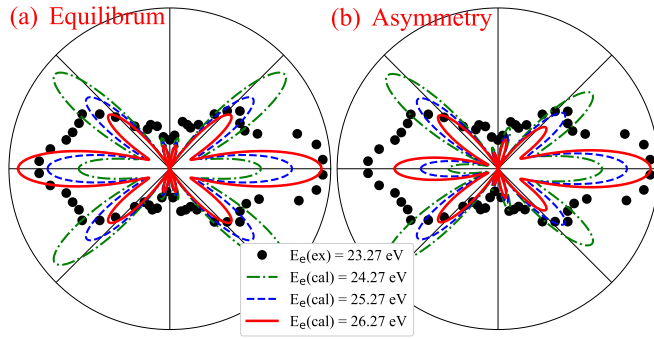 (a) Equilibrum
(b) Asymmetry
E_e(ex) = 23.27 eV
E_e(cal) = 24.27 eV
E_e(cal) = 25.27 eV
E_e(cal) = 26.27 eV